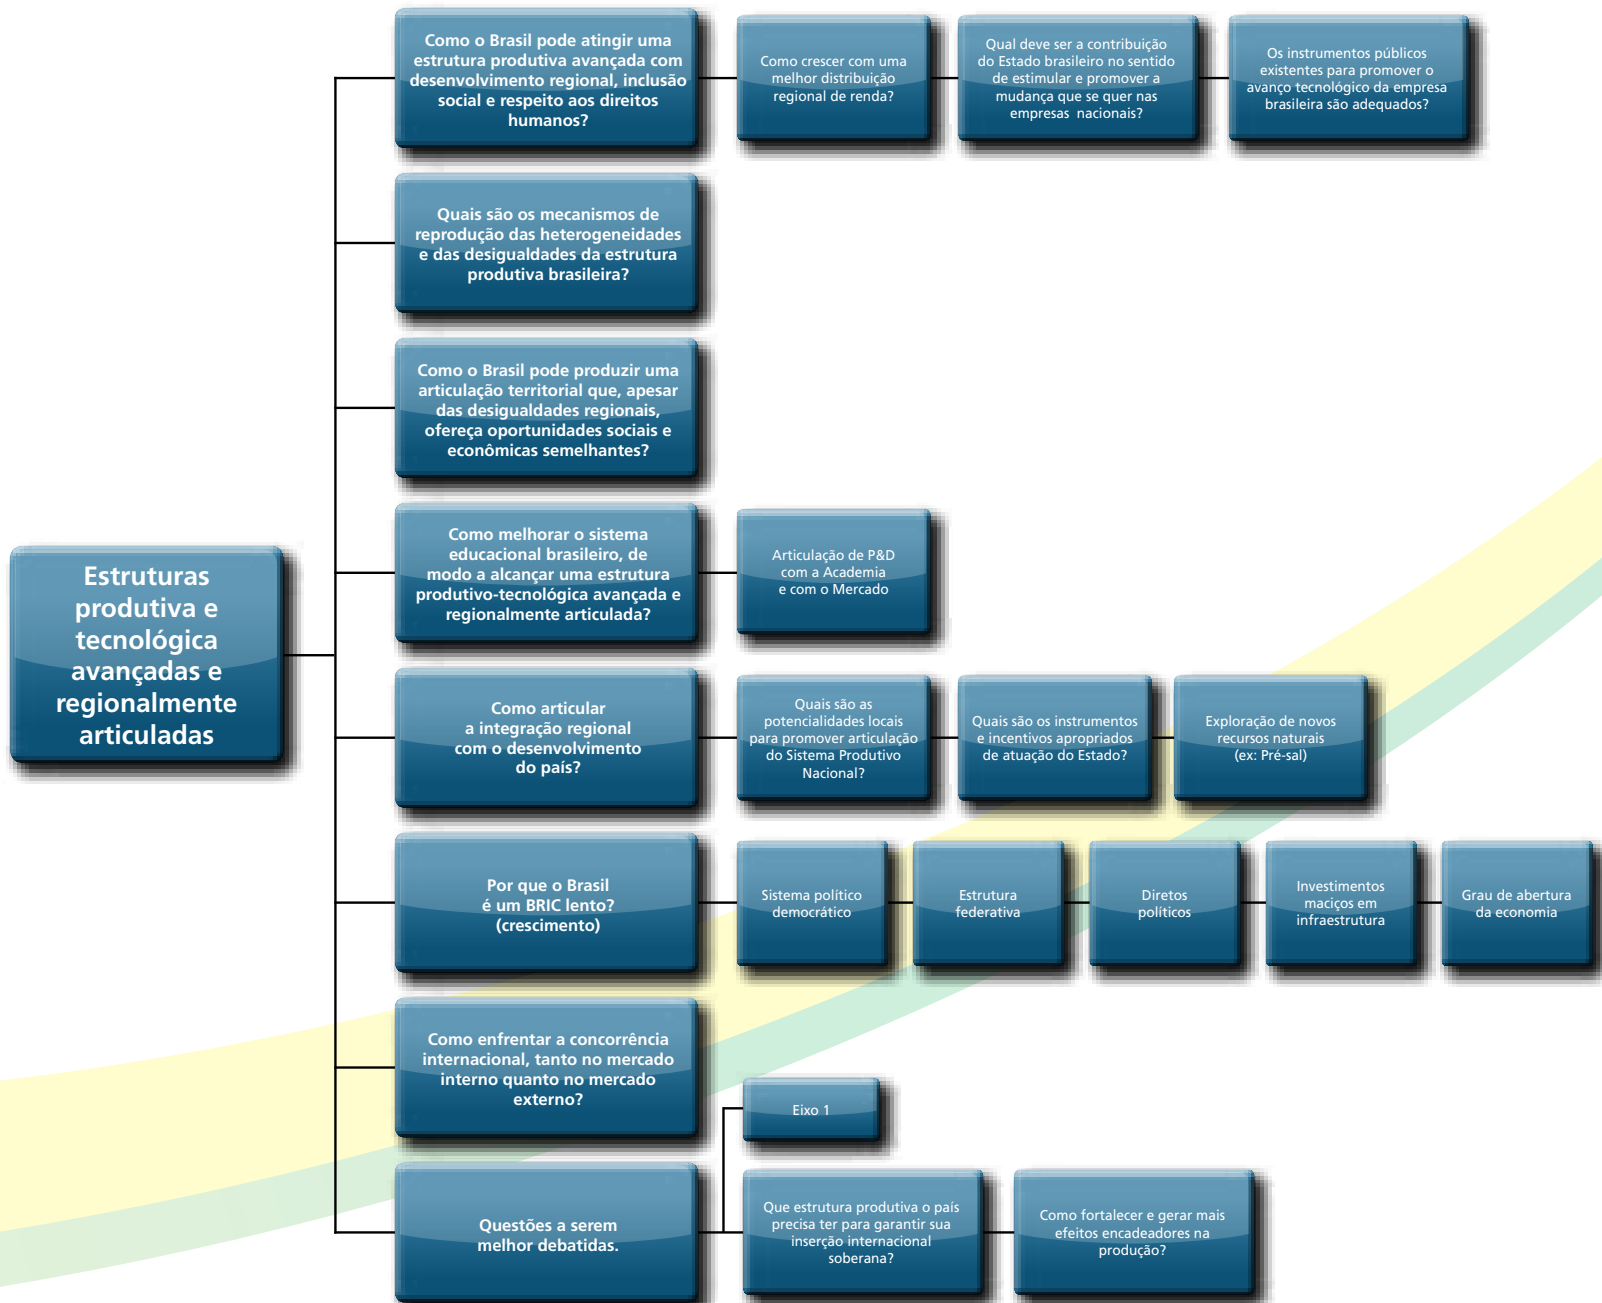 Estruturas
produtiva e
tecnológica
avançadas e
regionalmente
articuladas
Como o Brasil pode atingir uma
estrutura produtiva avançada com
desenvolvimento regional, inclusão
social e respeito aos direitos
humanos?
Como crescer com uma
melhor distribuição
regional de renda?
Qual deve ser a contribuição
do Estado brasileiro no sentido
de estimular e promover a
mudança que se quer nas
empresas nacionais?
Os instrumentos públicos
existentes para promover o
avanço tecnológico da empresa
brasileira são adequados?
Quais são os mecanismos de
reprodução das heterogeneidades
e das desigualdades da estrutura
produtiva brasileira?
Como o Brasil pode produzir uma
articulação territorial que, apesar
das desigualdades regionais,
ofereça oportunidades sociais e
econômicas semelhantes?
Como melhorar o sistema
educacional brasileiro, de
modo a alcançar uma estrutura
produtivo-tecnológica avançada e
regionalmente articulada?
Articulação de P&D
com a Academia
e com o Mercado
Como articular
a integração regional
com o desenvolvimento
do país?
Quais são as
potencialidades locais
para promover articulação
do Sistema Produtivo
Nacional?
Quais são os instrumentos
e incentivos apropriados
de atuação do Estado?
Exploração de novos
recursos naturais
(ex: Pré-sal)
Por que o Brasil
é um BRIC lento?
(crescimento)
Sistema político
democrático
Estrutura
federativa
Diretos
políticos
Investimentos
maciços em
infraestrutura
Grau de abertura
da economia
Como enfrentar a concorrência
internacional, tanto no mercado
interno quanto no mercado
externo?
Questões a serem
melhor debatidas.
Eixo 1
Que estrutura produtiva o país
precisa ter para garantir sua
inserção internacional
soberana?
Como fortalecer e gerar mais
efeitos encadeadores na
produção?